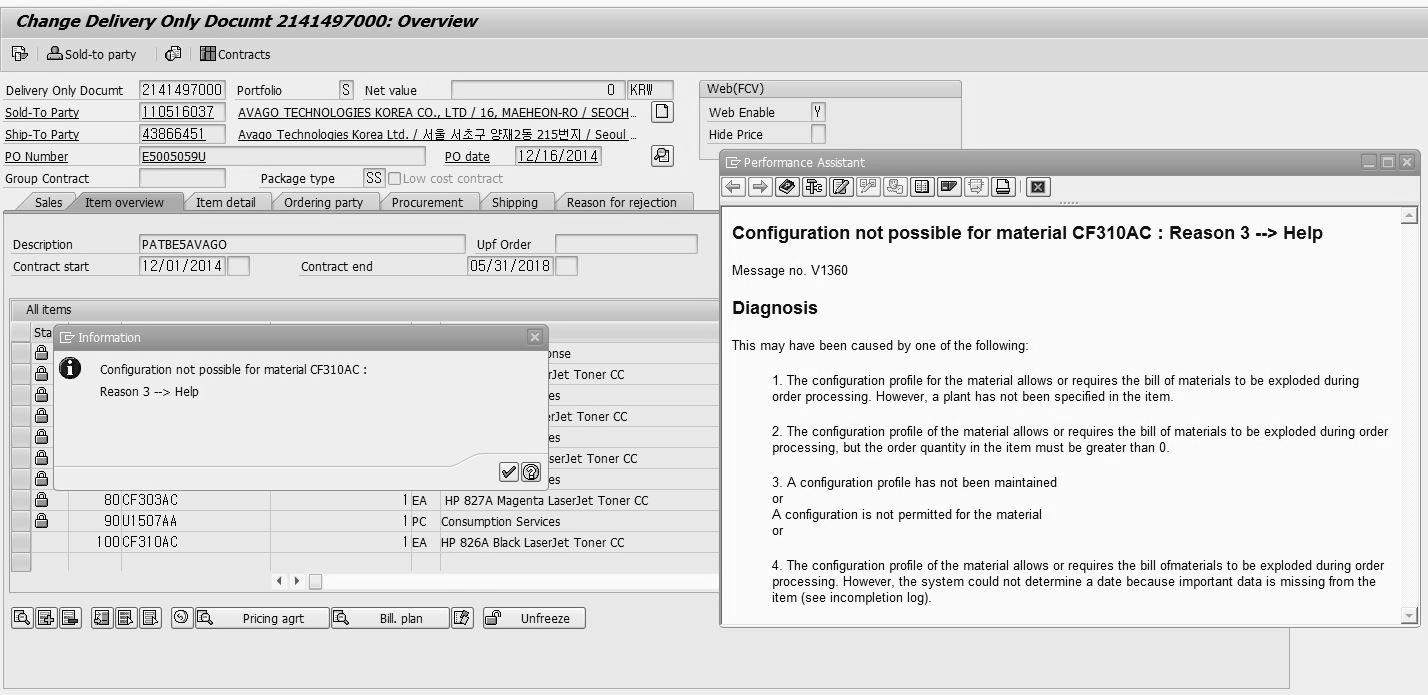 Change Delivery Only Documt 2141497000: Overview
Sold-to party Contracts
Delivery Only Documt 2141497000 Portfolio S Net value 0 KRW
Sold-To Party 110516037 AVAGO TECHNOLOGIES KOREA CO., LTD / 16, MAEHEON-RO / SEOCH...
Ship-To Party 43866451 Avago Technologies Korea Ltd. / 서울 서초구 양재2동 215번지 / Seoul ...
PO Number E5005059U PO date 12/16/2014
Group Contract Package type SS Low cost contract
Web(FCV)
Web Enable Y
Hide Price
Sales Item overview Item detail Ordering party Procurement Shipping Reason for rejection
Description PATBE5AVAGO Upf Order
Contract start 12/01/2014 Contract end 05/31/2018
All items
Sta
onse
rJet Toner CC
es
rJet Toner CC
es
serJet Toner CC
es
80 CF303AC 1 EA HP 827A Magenta LaserJet Toner CC
90 U1507AA 1 PC Consumption Services
100 CF310AC 1 EA HP 826A Black LaserJet Toner CC
Pricing agrt Bill. plan Unfreeze
Information
Configuration not possible for material CF310AC :
Reason 3 --> Help
Performance Assistant
Configuration not possible for material CF310AC : Reason 3 --> Help
Message no. V1360
Diagnosis
This may have been caused by one of the following:
1. The configuration profile for the material allows or requires the bill of materials to be exploded during
order processing. However, a plant has not been specified in the item.
2. The configuration profile of the material allows or requires the bill of materials to be exploded during order
processing, but the order quantity in the item must be greater than 0.
3. A configuration profile has not been maintained
or
A configuration is not permitted for the material
or
4. The configuration profile of the material allows or requires the bill ofmaterials to be exploded during order
processing. However, the system could not determine a date because important data is missing from the
item (see incompletion log).